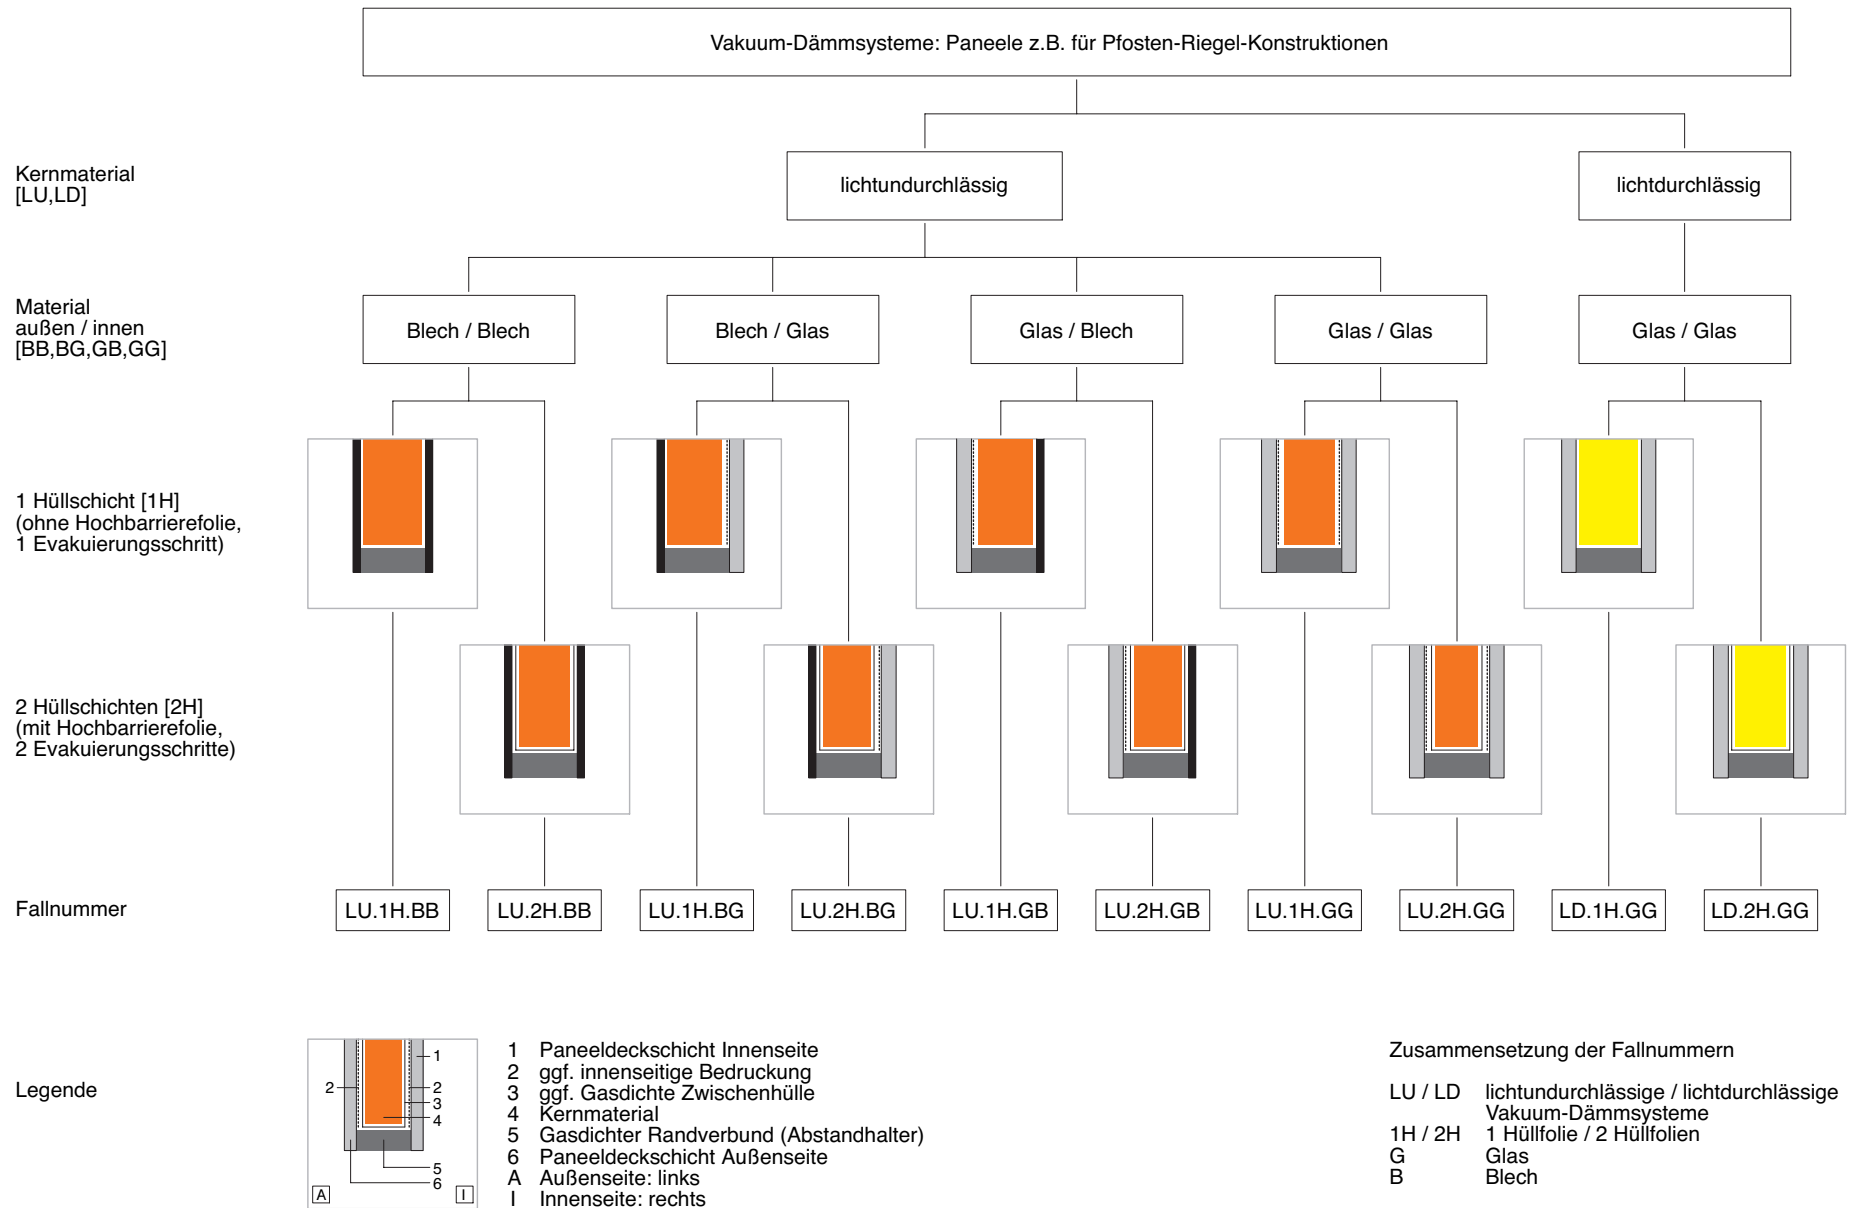 Vakuum-Dämmsysteme: Paneele z.B. für Pfosten-Riegel-Konstruktionen
Kernmaterial
[LU,LD]
lichtundurchlässig
lichtdurchlässig
Material
außen / innen
[BB,BG,GB,GG]
Blech / Blech
Blech / Glas
Glas / Blech
Glas / Glas
Glas / Glas
1 Hüllschicht [1H]
(ohne Hochbarrierefolie,
1 Evakuierungsschritt)
2 Hüllschichten [2H]
(mit Hochbarrierefolie,
2 Evakuierungsschritte)
Fallnummer
LU.1H.BB
LU.2H.BB
LU.1H.BG
LU.2H.BG
LU.1H.GB
LU.2H.GB
LU.1H.GG
LU.2H.GG
LD.1H.GG
LD.2H.GG
Legende
1
2
2
3
4
5
6
A
I
1 Paneeldeckschicht Innenseite
2 ggf. innenseitige Bedruckung
3 ggf. Gasdichte Zwischenhülle
4 Kernmaterial
5 Gasdichter Randverbund (Abstandhalter)
6 Paneeldeckschicht Außenseite
A Außenseite: links
I Innenseite: rechts
Zusammensetzung der Fallnummern
LU / LD lichtundurchlässige / lichtdurchlässige
Vakuum-Dämmsysteme
1H / 2H 1 Hüllfolie / 2 Hüllfolien
G Glas
B Blech